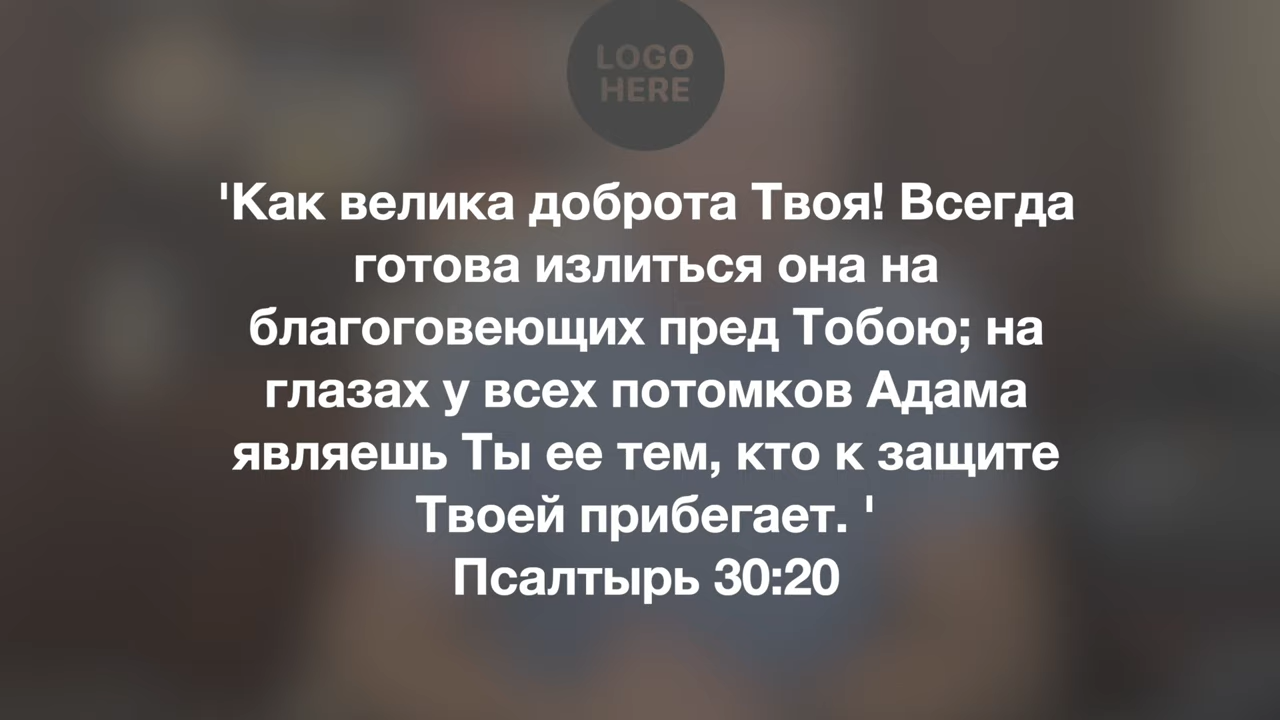 LOGO
HERE
'Как велика доброта Твоя! Всегда
готова излиться она на
благоговеющих пред Тобою; на
глазах у всех потомков Адама
являешь Ты ее тем, кто к защите
Твоей прибегает. '
Псалтырь 30:20